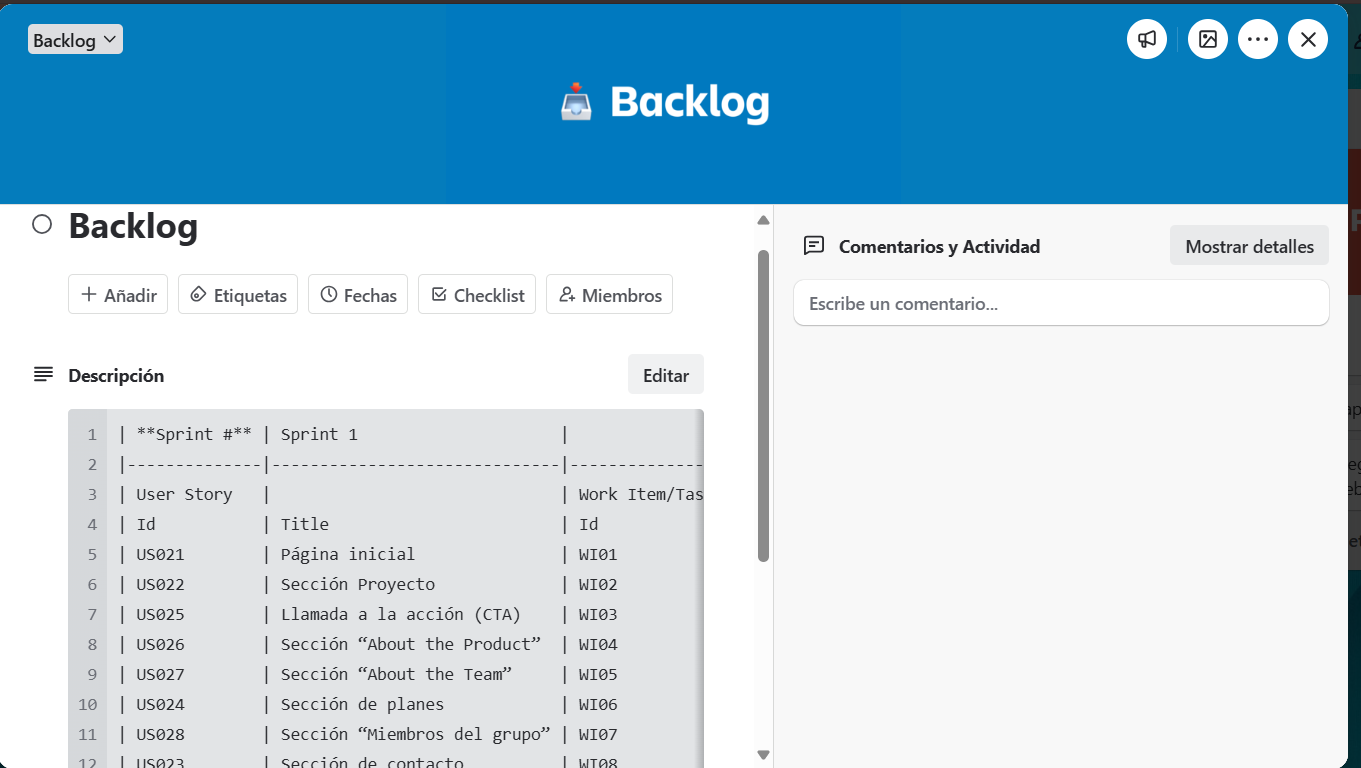 Backlog
Backlog
Backlog
Añadir
Etiquetas
Fechas
Checklist
Miembros
Descripción
Editar
1 | **Sprint #** | Sprint 1 |
2 |--------------|------------------------------|--------------
3 | User Story | | Work Item/Tas
4 | Id | Title | Id
5 | US021 | Página inicial | WI01
6 | US022 | Sección Proyecto | WI02
7 | US025 | Llamada a la acción (CTA) | WI03
8 | US026 | Sección “About the Product” | WI04
9 | US027 | Sección “About the Team” | WI05
10 | US024 | Sección de planes | WI06
11 | US028 | Sección “Miembros del grupo” | WI07
12 | US023 | Sección de contacto | WI08
Comentarios y Actividad
Mostrar detalles
Escribe un comentario...